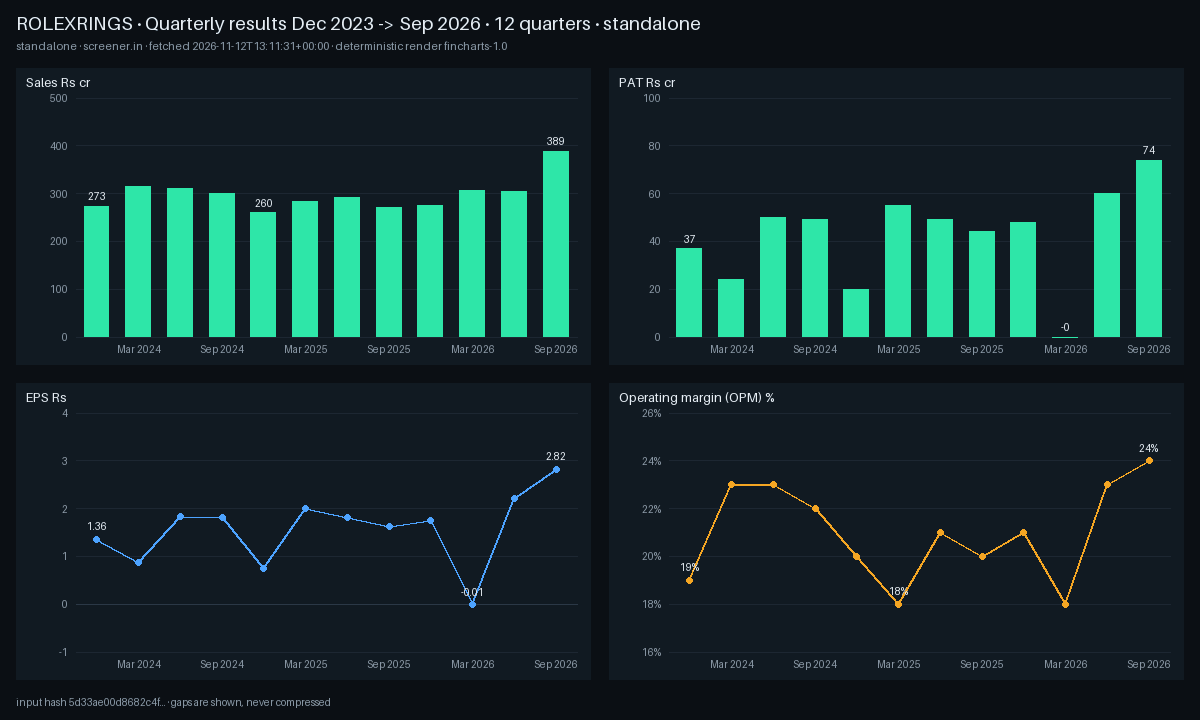 ROLEXRINGS · Quarterly results Dec 2023 -> Sep 2026 · 12 quarters · standalone
standalone · screener.in · fetched 2026-11-12T13:11:31+00:00 · deterministic render fincharts-1.0
Sales Rs cr
500
400
300
200
100
0
273
260
389
Mar 2024
Sep 2024
Mar 2025
Sep 2025
Mar 2026
Sep 2026
PAT Rs cr
100
80
60
40
20
0
37
-0
74
Mar 2024
Sep 2024
Mar 2025
Sep 2025
Mar 2026
Sep 2026
EPS Rs
4
3
2
1
0
-1
1.36
-0.01
2.82
Mar 2024
Sep 2024
Mar 2025
Sep 2025
Mar 2026
Sep 2026
Operating margin (OPM) %
26%
24%
22%
20%
18%
16%
19%
18%
24%
Mar 2024
Sep 2024
Mar 2025
Sep 2025
Mar 2026
Sep 2026
input hash 5d33ae00d8682c4f… · gaps are shown, never compressed